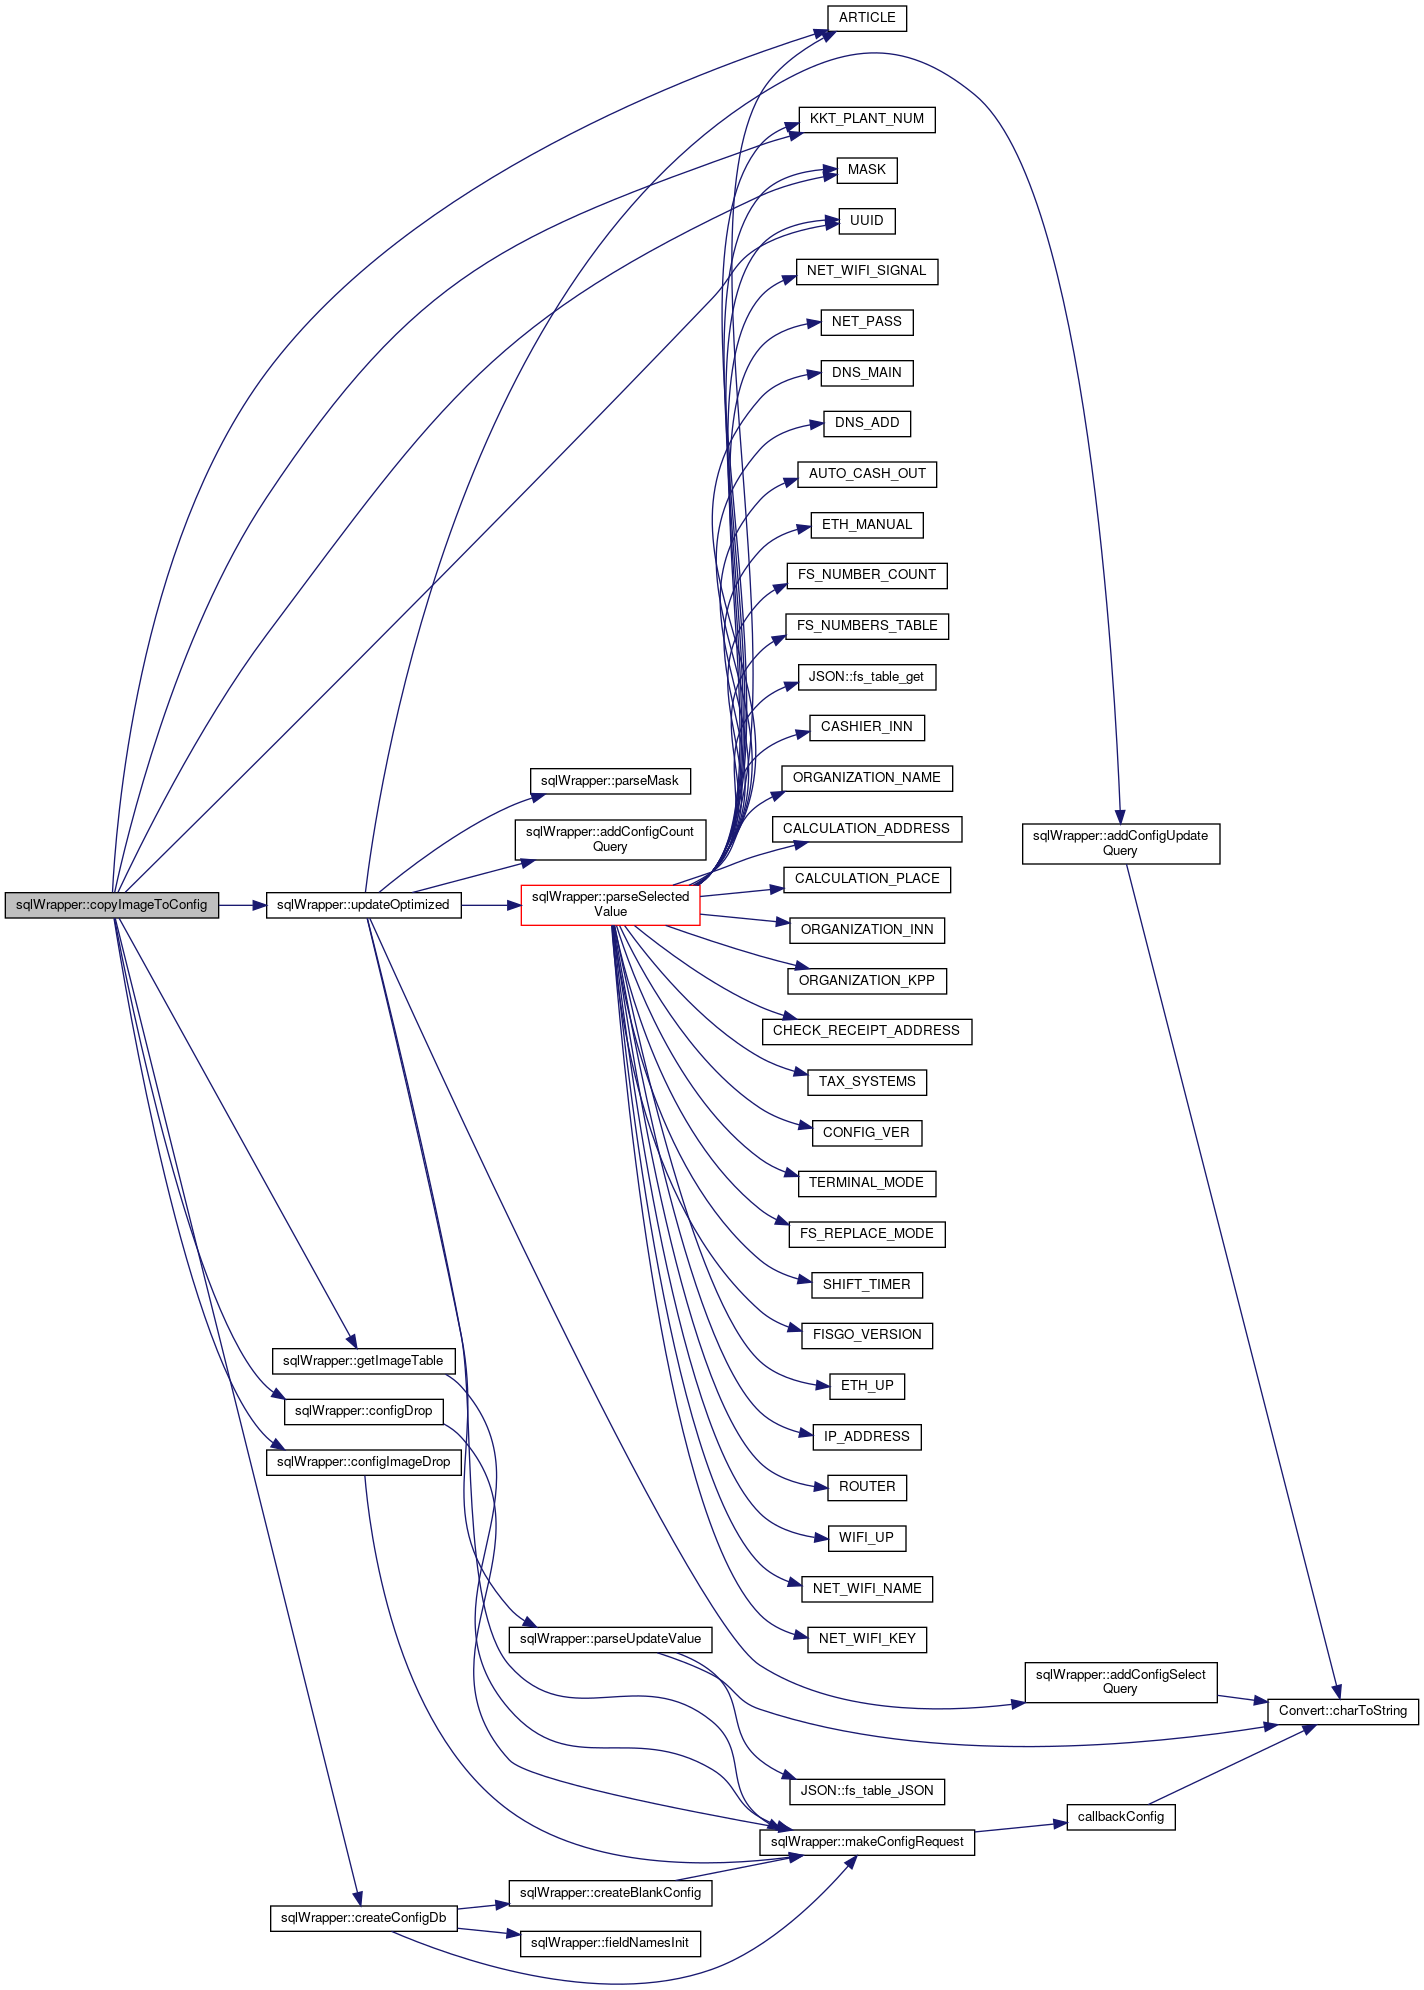 ARTICLE
KKT_PLANT_NUM
MASK
UUID
NET_WIFI_SIGNAL
NET_PASS
DNS_MAIN
DNS_ADD
AUTO_CASH_OUT
ETH_MANUAL
FS_NUMBER_COUNT
FS_NUMBERS_TABLE
JSON::fs_table_get
CASHIER_INN
ORGANIZATION_NAME
sqlWrapper::parseMask
sqlWrapper::addConfigCount
Query
CALCULATION_ADDRESS
sqlWrapper::addConfigUpdate
Query
CALCULATION_PLACE
sqlWrapper::copyImageToConfig
sqlWrapper::updateOptimized
sqlWrapper::parseSelected
Value
ORGANIZATION_INN
ORGANIZATION_KPP
CHECK_RECEIPT_ADDRESS
TAX_SYSTEMS
CONFIG_VER
TERMINAL_MODE
FS_REPLACE_MODE
SHIFT_TIMER
FISGO_VERSION
sqlWrapper::getImageTable
ETH_UP
sqlWrapper::configDrop
IP_ADDRESS
sqlWrapper::configImageDrop
ROUTER
WIFI_UP
NET_WIFI_NAME
sqlWrapper::parseUpdateValue
NET_WIFI_KEY
sqlWrapper::addConfigSelect
Query
Convert::charToString
JSON::fs_table_JSON
callbackConfig
sqlWrapper::makeConfigRequest
sqlWrapper::createBlankConfig
sqlWrapper::createConfigDb
sqlWrapper::fieldNamesInit